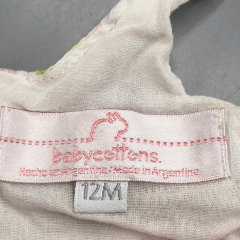 babycottons.
Hecho en Argentina/Made in Argentina
12M